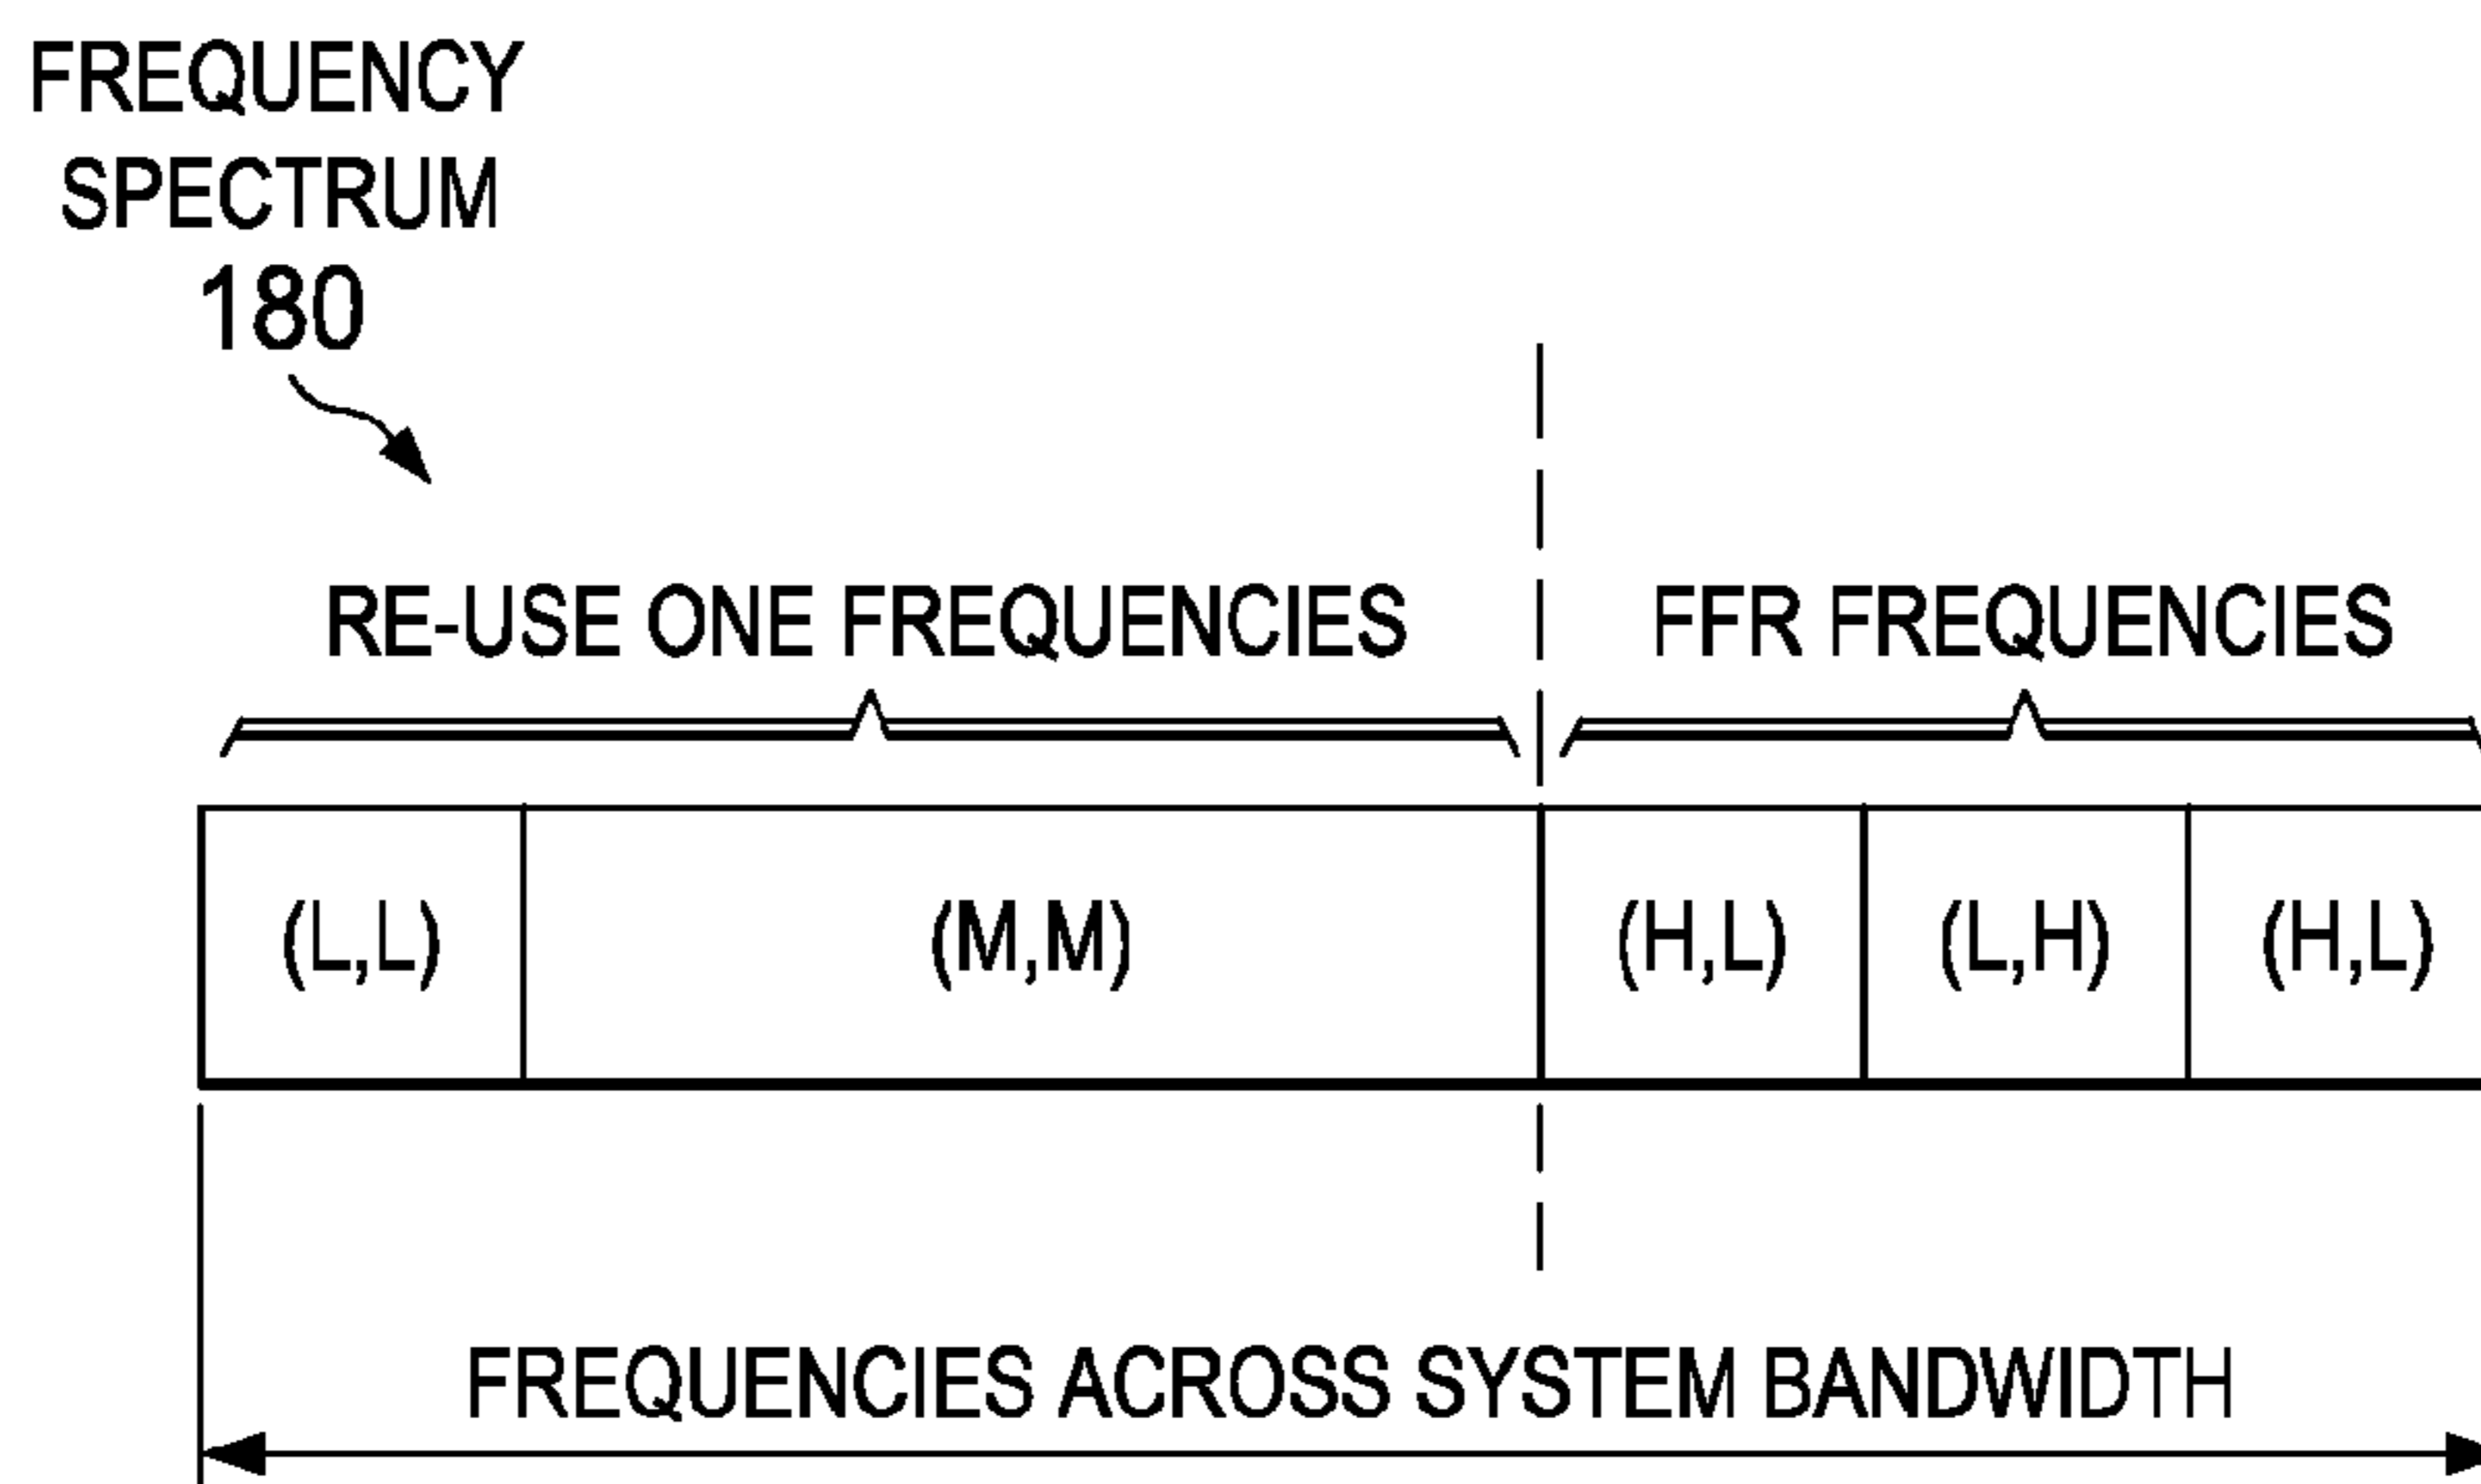 FREQUENCY
SPECTRUM
180
RE-USE ONE FREQUENCIES FFR FREQUENCIES
(L,L) (M,M) (H,L) (L,H) (H,L)
FREQUENCIES ACROSS SYSTEM BANDWIDTH